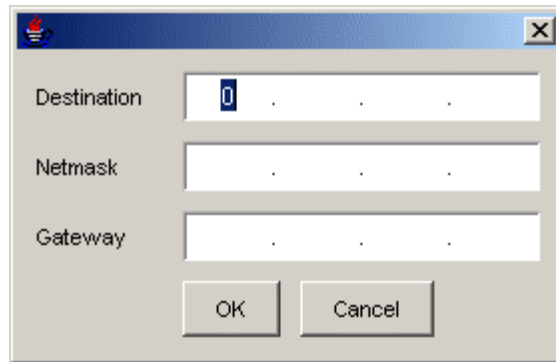 Destination 0 . . .
Netmask . . .
Gateway . . .
OK Cancel